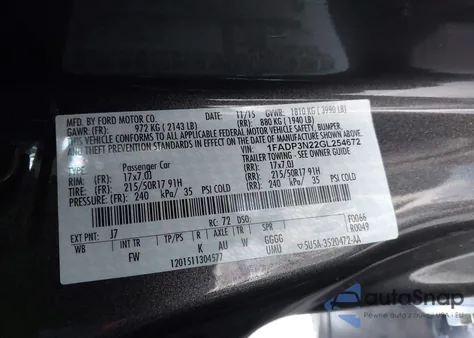 MFD. BY FORD MOTOR CO.
DATE: 11/15 GVWR: 1810 KG ( 3990 LB)
GAWR: (FR) 972 KG ( 2143 LB) (RR) 880 KG ( 1940 LB)
THIS VEHICLE CONFORMS TO ALL APPLICABLE FEDERAL MOTOR VEHICLE
SAFETY, BUMPER, AND THEFT PREVENTION STANDARDS IN EFFECT ON THE DATE OF
MANUFACTURE SHOWN ABOVE.
VIN: 1FADP3N22GL254672
TYPE: Passenger Car TRAILER TOWING - SEE OWNER GUIDE
RIM: (FR): 17x7.0J (RR): 17x7.0J
TIRE: (FR): 215/50R17 91H (RR): 215/50R17 91H
PRESSURE: (FR): 240 kPa/ 35 PSI COLD (RR): 240 kPa/ 35 PSI COLD
RC: 72 DSO: F0066
EXT PNT: J7 R0049
WB INT TR TP/PS R AXLE TR SPR
FW K AU GGGG
1201511304577 UMU 5U5A-3520472-AA
autoSnap